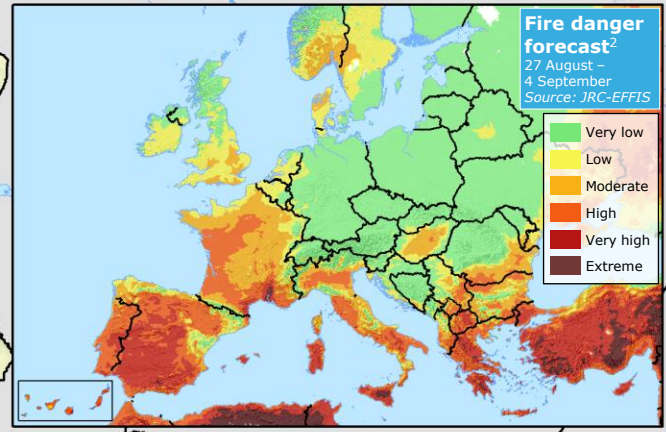 Fire danger
forecast²
27 August –
4 September
Source: JRC-EFFIS
Very low
Low
Moderate
High
Very high
Extreme